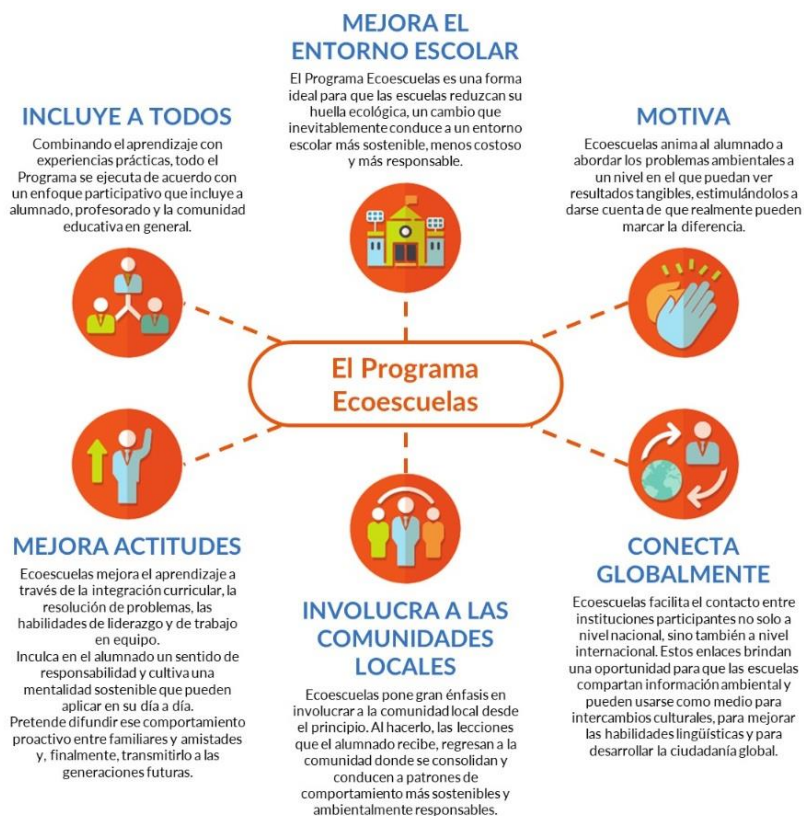 MEJORA EL
ENTORNO ESCOLAR
El Programa Ecoescuelas es una forma
ideal para que las escuelas reduzcan su
huella ecológica, un cambio que
inevitablemente conduce a un entorno
escolar más sostenible, menos costoso
y más responsable.
INCLUYE A TODOS
Combinando el aprendizaje con
experiencias prácticas, todo el
Programa se ejecuta de acuerdo con
un enfoque participativo que incluye a
alumnado, profesorado y la comunidad
educativa en general.
MOTIVA
Ecoescuelas anima al alumnado a
abordar los problemas ambientales a
un nivel en el que puedan ver
resultados tangibles, estimulándolos a
darse cuenta de que realmente pueden
marcar la diferencia.
El Programa
Ecoescuelas
MEJORA ACTITUDES
Ecoescuelas mejora el aprendizaje a
través de la integración curricular, la
resolución de problemas, las
habilidades de liderazgo y de trabajo
en equipo.
Inculca en el alumnado un sentido de
responsabilidad y cultiva una
mentalidad sostenible que pueden
aplicar en su día a día.
Pretende difundir ese comportamiento
proactivo entre familiares y amistades
y, finalmente, transmitirlo a las
generaciones futuras.
INVOLUCRA A LAS
COMUNIDADES
LOCALES
Ecoescuelas pone gran énfasis en
involucrar a la comunidad local desde
el principio. Al hacerlo, las lecciones
que el alumnado recibe, regresan a la
comunidad donde se consolidan y
conducen a patrones de
comportamiento más sostenibles y
ambientalmente responsables.
CONECTA
GLOBALMENTE
Ecoescuelas facilita el contacto entre
instituciones participantes no solo a
nivel nacional, sino también a nivel
internacional. Estos enlaces brindan
una oportunidad para que las escuelas
compartan información ambiental y
pueden usarse como medio para
intercambios culturales, para mejorar
las habilidades lingüísticas y para
desarrollar la ciudadanía global.